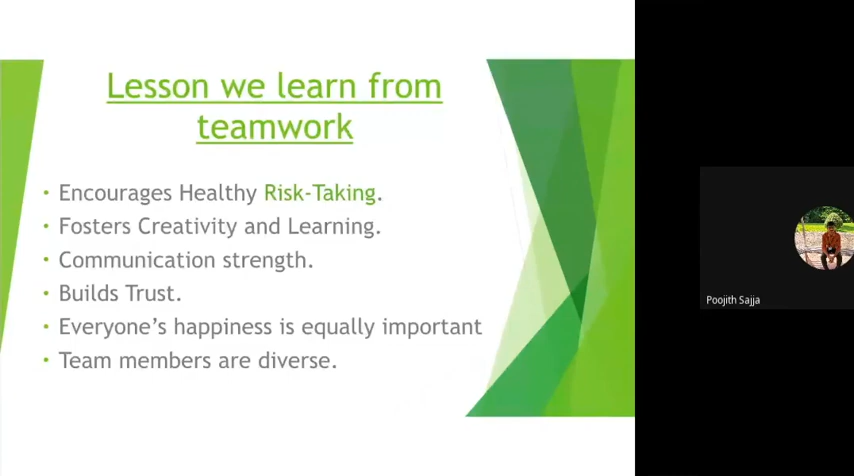 Lesson we learn from
teamwork
• Encourages Healthy Risk-Taking.
• Fosters Creativity and Learning.
• Communication strength.
• Builds Trust.
• Everyone’s happiness is equally important
• Team members are diverse.
Poojith Sajja